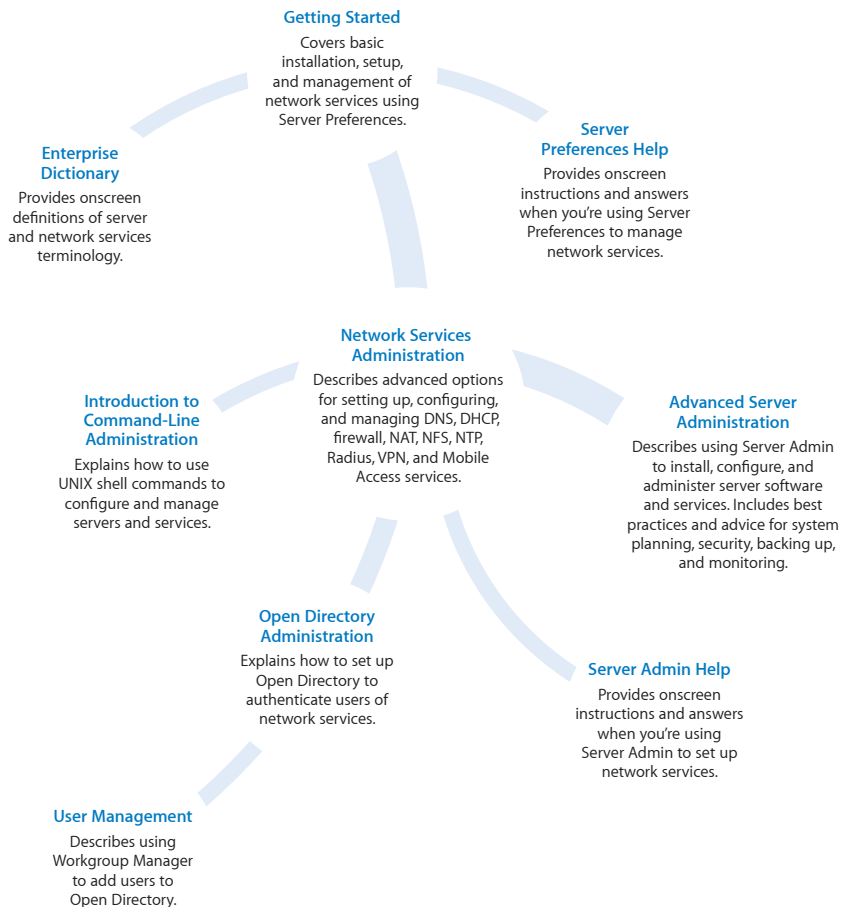 Getting Started
Covers basic
installation, setup,
and management of
network services using
Server Preferences.
Server
Preferences Help
Provides onscreen
instructions and answers
when you're using Server
Preferences to manage
network services.
Enterprise
Dictionary
Provides onscreen
definitions of server
and network services
terminology.
Network Services
Administration
Describes advanced options
for setting up, configuring,
and managing DNS, DHCP,
firewall, NAT, NFS, NTP,
Radius, VPN, and Mobile
Access services.
Introduction to
Command-Line
Administration
Explains how to use
UNIX shell commands to
configure and manage
servers and services.
Advanced Server
Administration
Describes using Server Admin
to install, configure, and
administer server software
and services. Includes best
practices and advice for system
planning, security, backing up,
and monitoring.
Open Directory
Administration
Explains how to set up
Open Directory to
authenticate users of
network services.
Server Admin Help
Provides onscreen
instructions and answers
when you're using
Server Admin to set up
network services.
User Management
Describes using
Workgroup Manager
to add users to
Open Directory.